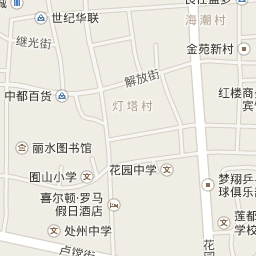 城
世纪华联
海潮村
继光街
金苑新村
解放街
中都百货
灯塔村
红楼商
宾
丽水图书馆
花园中学
囿山小学
梦翔乒
球俱乐
喜尔顿·罗马
假日酒店
莲都
学校
处州中学
花
园